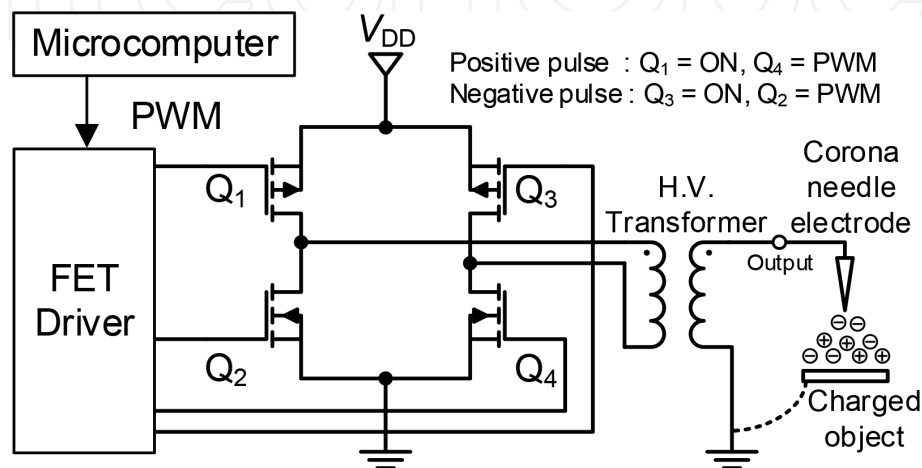 Microcomputer
V_DD
Positive pulse : Q₁ = ON, Q₄ = PWM
Negative pulse : Q₃ = ON, Q₂ = PWM
PWM
Q₁
Q₃
H.V.
Transformer
Corona
needle
electrode
Output
FET
Driver
Q₂
Q₄
Charged
object